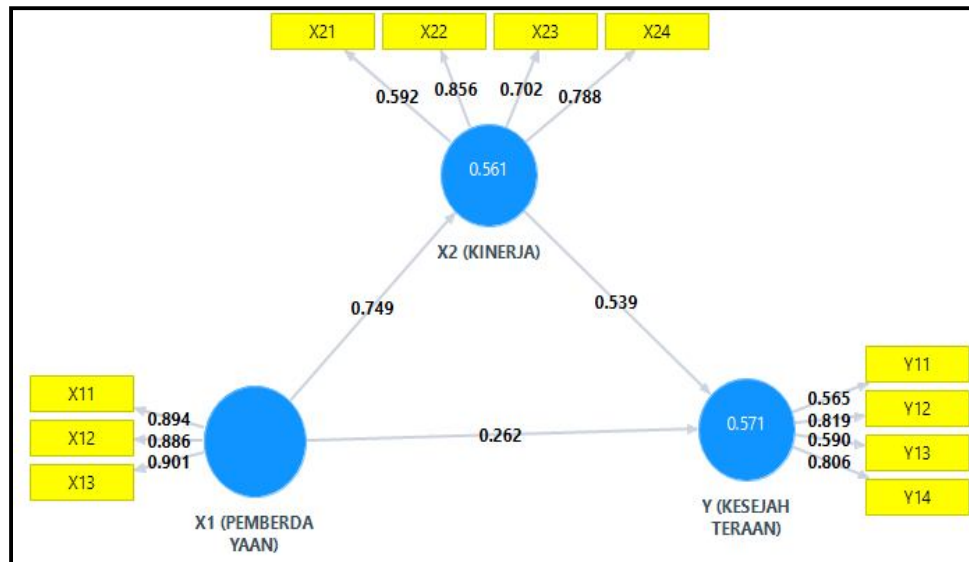 X21
X22
X23
X24
0.592
0.856
0.702
0.788
0.561
X2 (KINERJA)
0.749
0.539
X11
X12
X13
0.894
0.886
0.901
0.262
X1 (PEMBERDA
YAAN)
0.571
Y (KESEJAH
TERAAN)
0.565
0.819
0.590
0.806
Y11
Y12
Y13
Y14